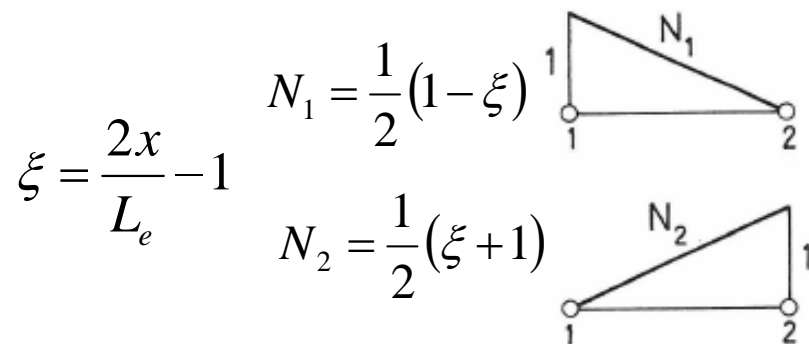 ξ = 2x/L_e − 1
N_1 = 1/2 (1 − ξ)
N_2 = 1/2 (ξ + 1)
N_1
1
1 2
N_2
1
1 2